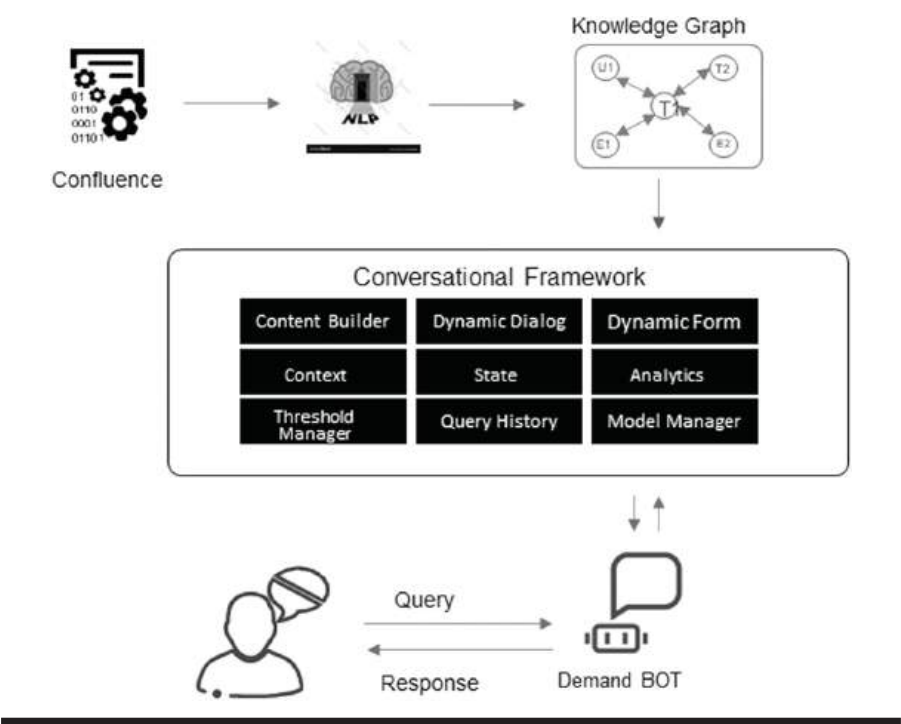 Knowledge Graph
01
0110
0001
01101
NLP
U1
T2
T1
E1
E2
Confluence
Conversational Framework
Content Builder
Dynamic Dialog
Dynamic Form
Context
State
Analytics
Threshold
Manager
Query History
Model Manager
Query
Response
Demand BOT